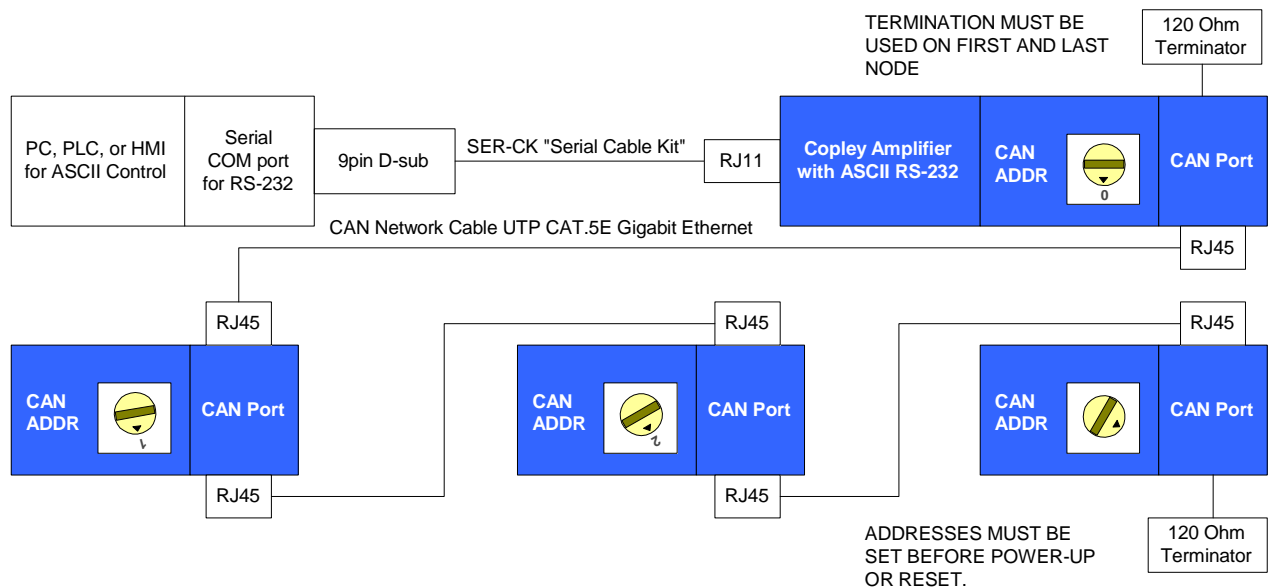 TERMINATION MUST BE
USED ON FIRST AND LAST
NODE
120 Ohm
Terminator
PC, PLC, or HMI
for ASCII Control
Serial
COM port
for RS-232
9pin D-sub
SER-CK "Serial Cable Kit"
RJ11
Copley Amplifier
with ASCII RS-232
CAN
ADDR
0
CAN Port
CAN Network Cable UTP CAT.5E Gigabit Ethernet
RJ45
RJ45
RJ45
RJ45
CAN
ADDR
1
CAN Port
CAN
ADDR
2
CAN Port
CAN
ADDR
CAN Port
RJ45
RJ45
ADDRESSES MUST BE
SET BEFORE POWER-UP
OR RESET.
120 Ohm
Terminator